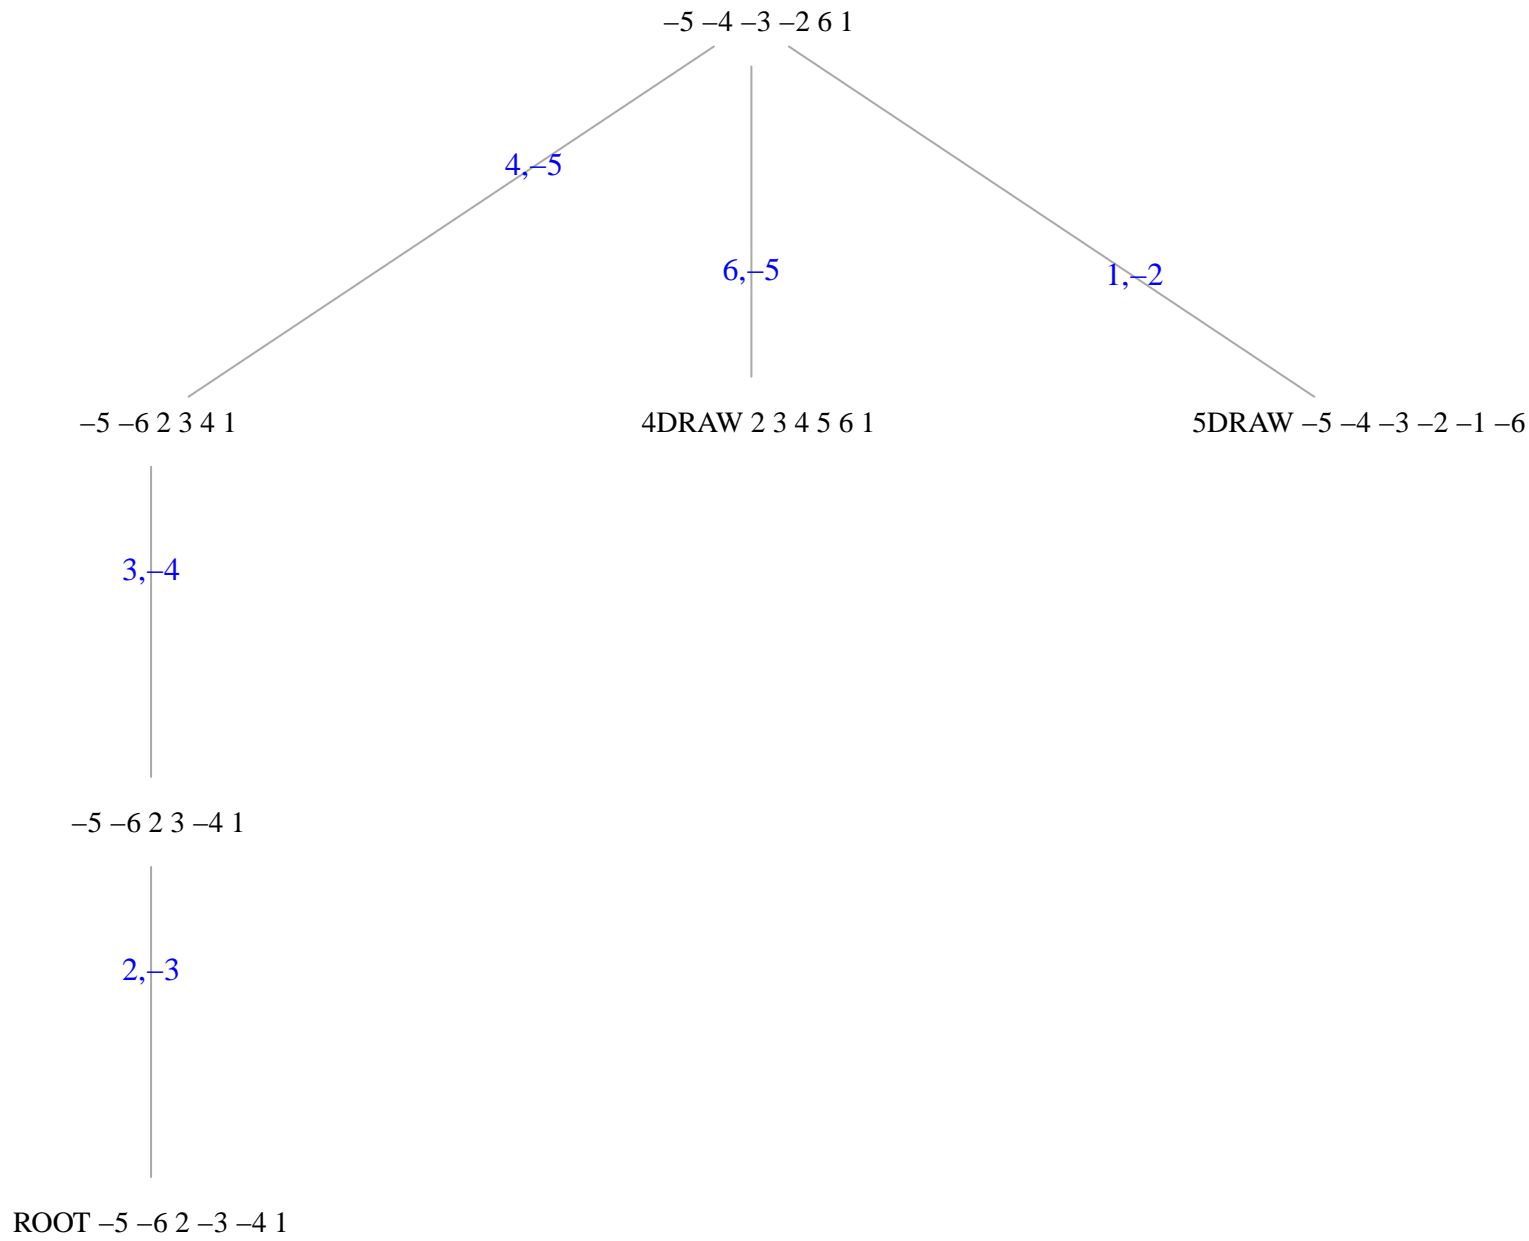 –5 –4 –3 –2 6 1
4,–5
6,–5
1,–2
–5 –6 2 3 4 1
4DRAW 2 3 4 5 6 1
5DRAW –5 –4 –3 –2 –1 –6
3,–4
–5 –6 2 3 –4 1
2,–3
ROOT –5 –6 2 –3 –4 1